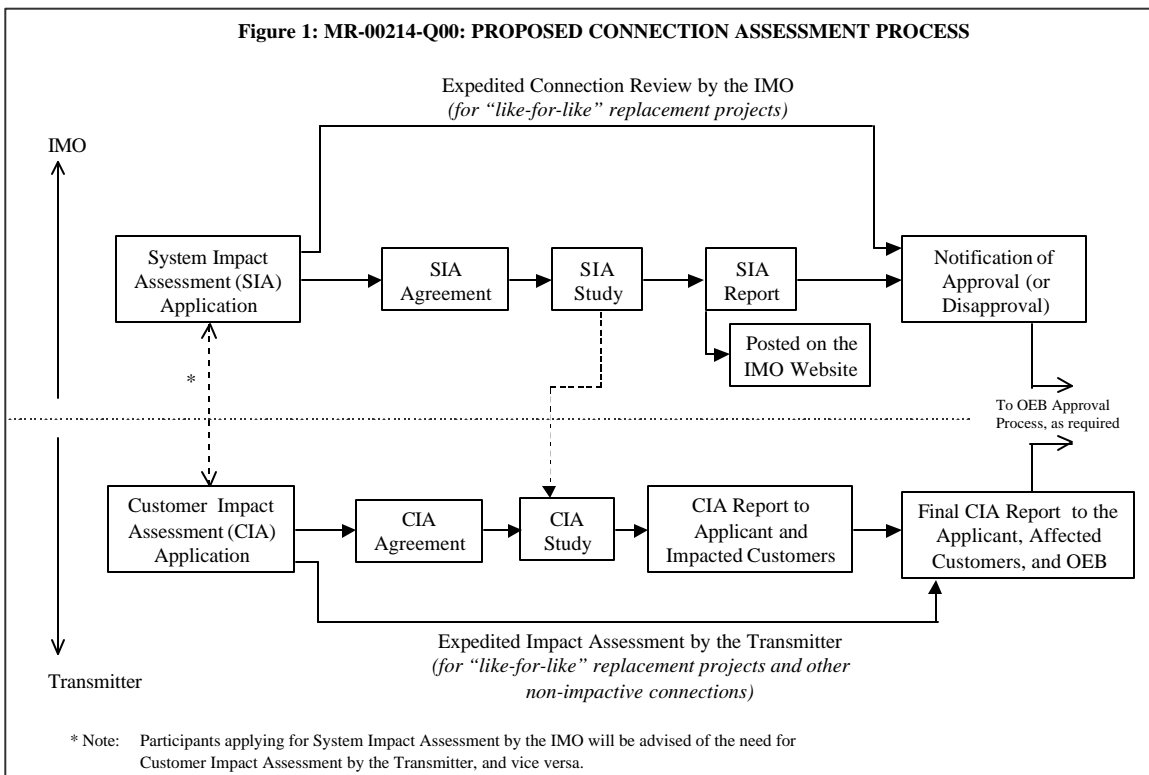 Figure 1: MR-00214-Q00: PROPOSED CONNECTION ASSESSMENT PROCESS
Expedited Connection Review by the IMO
(for “like-for-like” replacement projects)
IMO
System Impact
Assessment (SIA)
Application
SIA
Agreement
SIA
Study
SIA
Report
Notification of
Approval (or
Disapproval)
Posted on the
IMO Website
*
To OEB Approval
Process, as required
Customer Impact
Assessment (CIA)
Application
CIA
Agreement
CIA
Study
CIA Report to
Applicant and
Impacted Customers
Final CIA Report to the
Applicant, Affected
Customers, and OEB
Expedited Impact Assessment by the Transmitter
(for “like-for-like” replacement projects and other
non-impactive connections)
Transmitter
* Note: Participants applying for System Impact Assessment by the IMO will be advised of the need for
Customer Impact Assessment by the Transmitter, and vice versa.